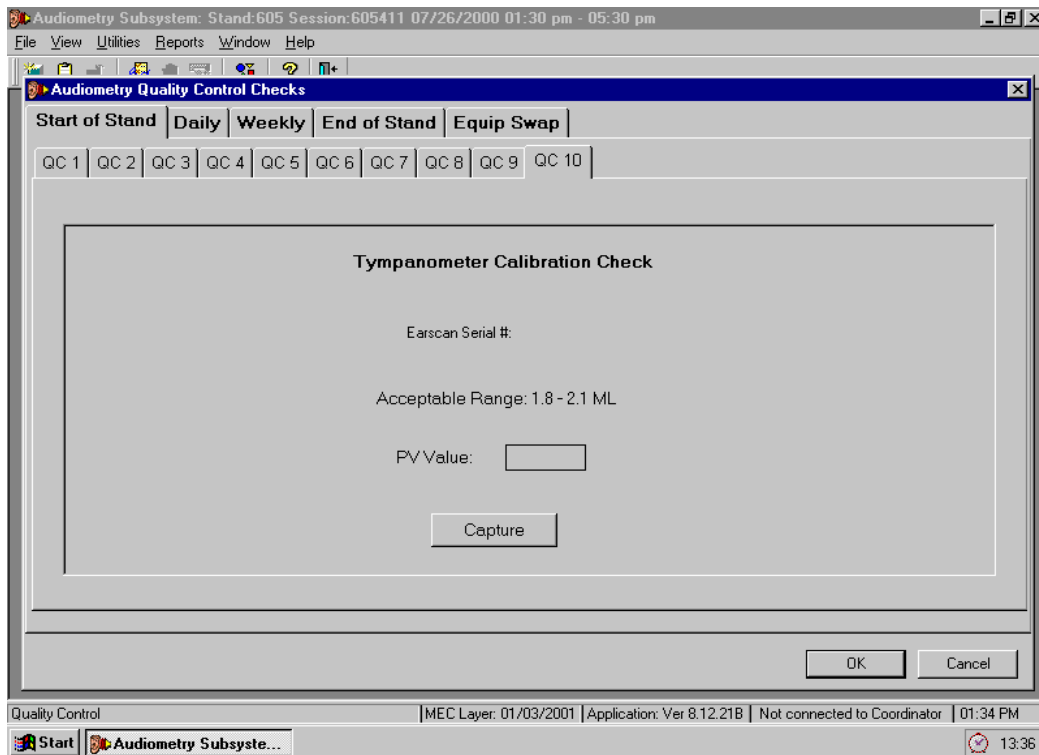 Audiometry Subsystem: Stand:605 Session:605411 07/26/2000 01:30 pm - 05:30 pm
File View Utilities Reports Window Help
Audiometry Quality Control Checks
Start of Stand Daily Weekly End of Stand Equip Swap
QC 1 QC 2 QC 3 QC 4 QC 5 QC 6 QC 7 QC 8 QC 9 QC 10
Tympanometer Calibration Check
Earscan Serial #:
Acceptable Range: 1.8 - 2.1 ML
PV Value:
Capture
OK Cancel
Quality Control MEC Layer: 01/03/2001 Application: Ver 8.12.21B Not connected to Coordinator 01:34 PM
Start Audiometry Subsyste... 13:36